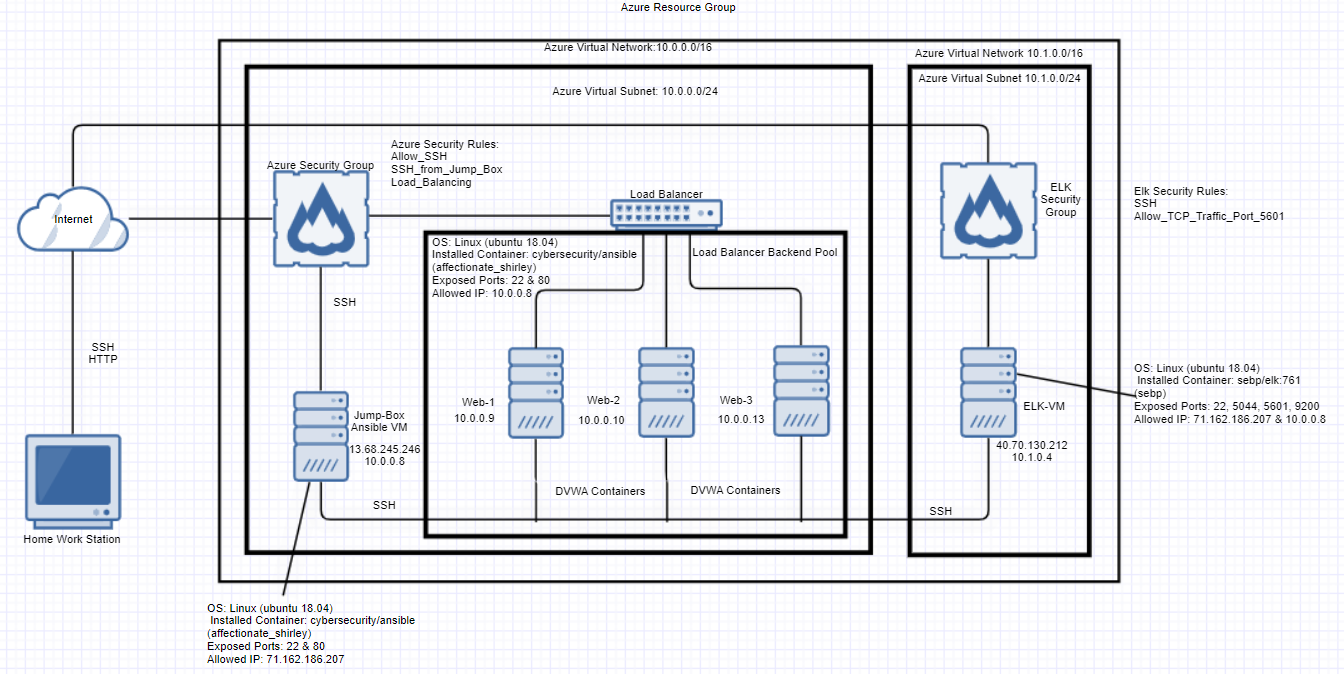 Azure Resource Group
Azure Virtual Network:10.0.0.0/16
Azure Virtual Network 10.1.0.0/16
Azure Virtual Subnet 10.1.0.0/24
Azure Virtual Subnet: 10.0.0.0/24
Azure Security Rules:
Allow_SSH
SSH_from_Jump_Box
Load_Balancing
Azure Security Group
Load Balancer
ELK
Security
Group
Elk Security Rules:
SSH
Allow_TCP_Traffic_Port_5601
Internet
OS: Linux (ubuntu 18.04)
Installed Container: cybersecurity/ansible
(affectionate_shirley)
Exposed Ports: 22 & 80
Allowed IP: 10.0.0.8
Load Balancer Backend Pool
SSH
SSH
HTTP
Web-1
10.0.0.9
Web-2
10.0.0.10
Web-3
10.0.0.13
Jump-Box
Ansible VM
13.68.245.246
10.0.0.8
ELK-VM
40.70.130.212
10.1.0.4
OS: Linux (ubuntu 18.04)
Installed Container: sebp/elk:761
(sebp)
Exposed Ports: 22, 5044, 5601, 9200
Allowed IP: 71.162.186.207 & 10.0.0.8
DVWA Containers
DVWA Containers
SSH
SSH
Home Work Station
OS: Linux (ubuntu 18.04)
Installed Container: cybersecurity/ansible
(affectionate_shirley)
Exposed Ports: 22 & 80
Allowed IP: 71.162.186.207